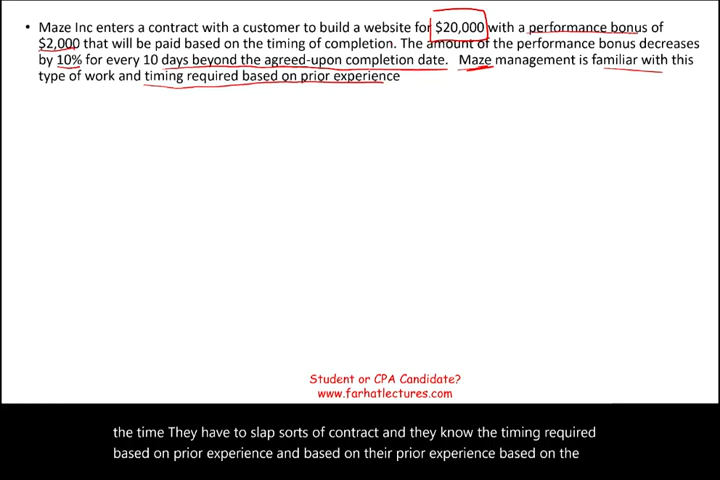 • Maze Inc enters a contract with a customer to build a website for $20,000 with a performance bonus of
$2,000 that will be paid based on the timing of completion. The amount of the performance bonus decreases
by 10% for every 10 days beyond the agreed-upon completion date. Maze management is familiar with this
type of work and timing required based on prior experience
Student or CPA Candidate?
www.farhatlectures.com
the time They have to slap sorts of contract and they know the timing required
based on prior experience and based on their prior experience based on the